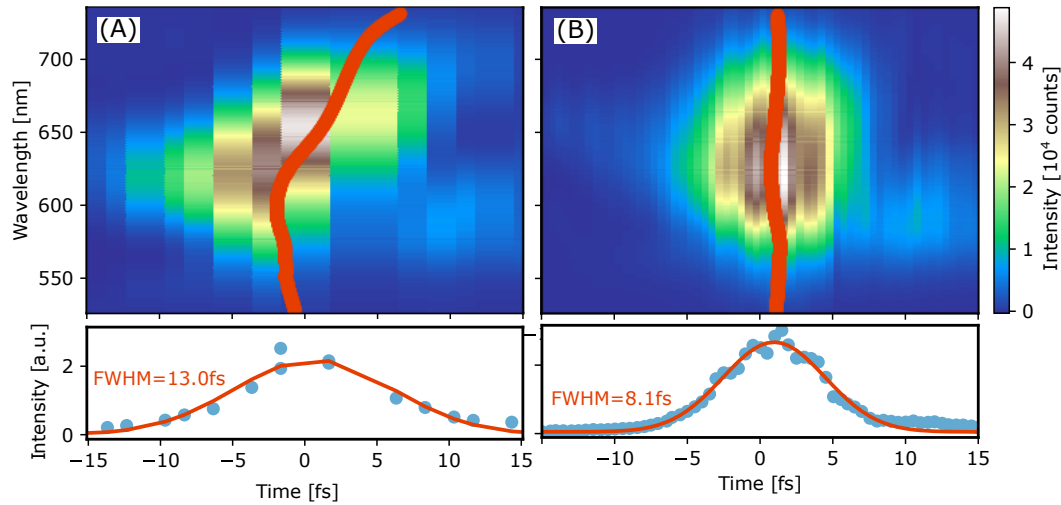 (A)
(B)
Wavelength [nm]
700
650
600
550
Intensity [10⁴ counts]
4
3
2
1
0
Intensity [a.u.]
2
0
FWHM=13.0fs
FWHM=8.1fs
−15 −10 −5 0 5 10 15
−10 −5 0 5 10 15
Time [fs]
Time [fs]